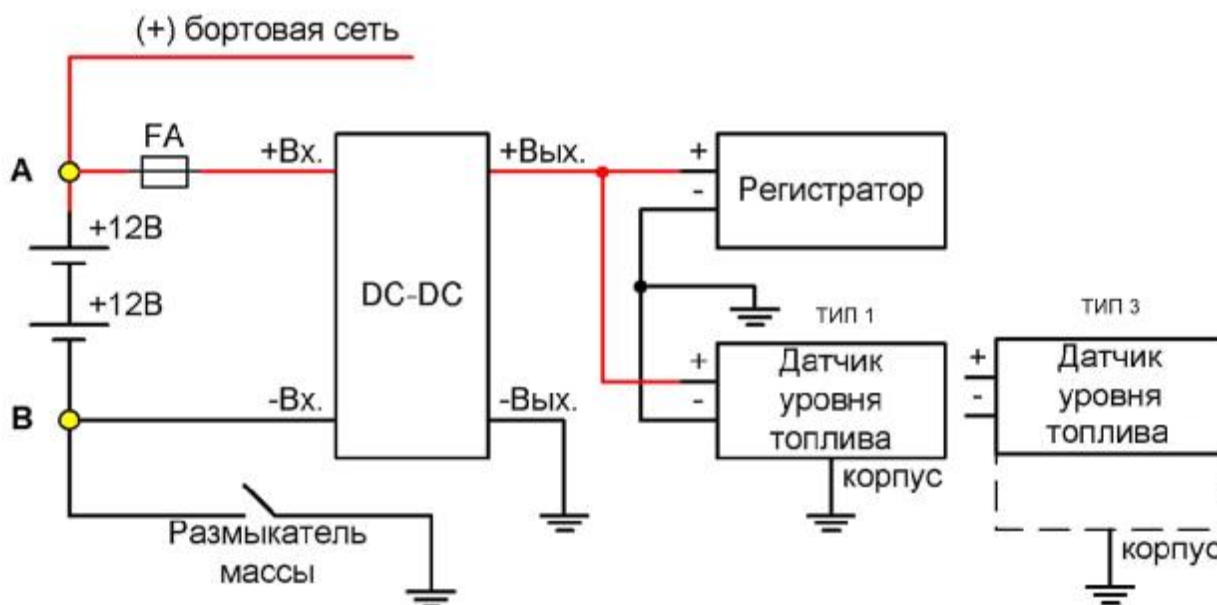 (+) бортовая сеть
FA
A
+Вх.
+Вых.
+
-
Регистратор
+12В
DC-DC
+12В
ТИП 1
ТИП 3
+
-
Датчик
уровня
топлива
+
-
Датчик
уровня
топлива
B
-Вх.
-Вых.
корпус
Размыкатель
массы
корпус